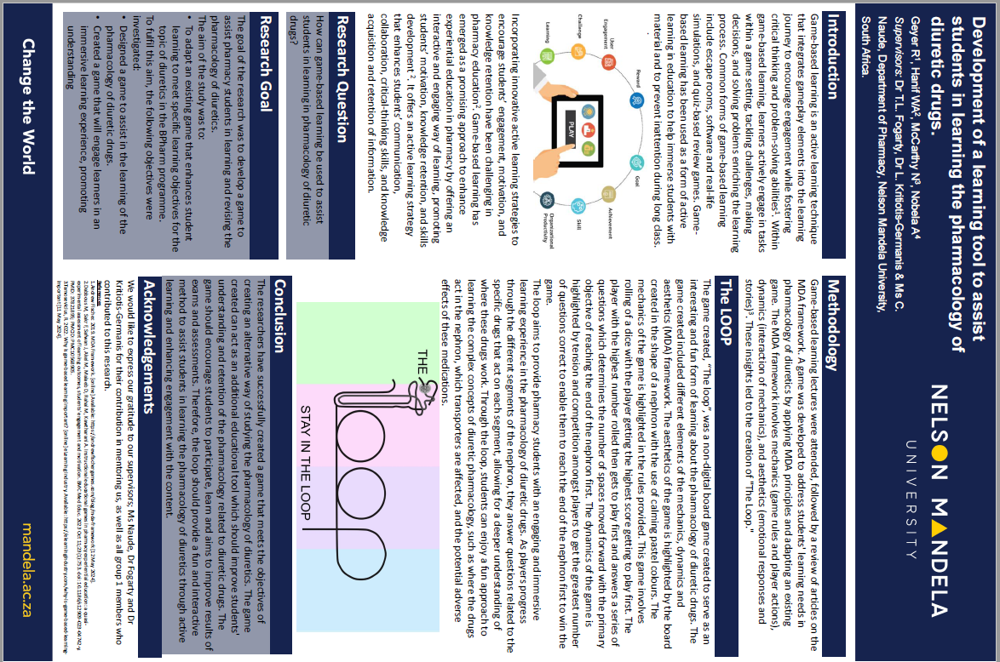 Development of a learning tool to assist
students in learning the pharmacology of
diuretic drugs.
Geyer R¹, Hanif WA², McCarthy N³, Nobela A⁴
Supervisors: Dr T.L. Fogarty, Dr L. Kritiotis-Germanis & Ms C.
Naude, Department of Pharmacy, Nelson Mandela University,
South Africa.
NELSON MANDELA
UNIVERSITY
Introduction
Game-based learning is an active learning technique
that integrates gameplay elements into the learning
journey to encourage engagement while fostering
critical thinking and problem-solving abilities¹. Within
game-based learning, learners actively engage in tasks
within a game setting, tackling challenges, making
decisions, and solving problems enriching the learning
process. Common forms of game-based learning
include escape rooms, software and real-life
simulations, and quiz-based review games. Game-
based learning has been used as a form of active
learning in education to help immerse students with
material and to prevent inattention during long class.
.
Learning
Challenge
User
Engagement
Reward
Goal
Achievement
Skill
Organizational
Productivity
PLAY
Incorporating innovative active learning strategies to
encourage students' engagement, motivation, and
knowledge retention have been challenging in
pharmacy education². Game-based learning has
emerged as a promising approach to enhance
experiential education in pharmacy by offering an
interactive and engaging way of learning, promoting
students' motivation, knowledge retention, and skills
development ². It offers an active learning strategy
that enhances students' communication,
collaboration, critical-thinking skills, and knowledge
acquisition and retention of information.
Research Question
How can game-based learning be used to assist
students in learning in pharmacology of diuretic
drugs?
Research Goal
The goal of the research was to develop a game to
assist pharmacy students in learning and revising the
pharmacology of diuretics.
The aim of the study was to:
• To adapt an existing game that enhances student
learning to meet specific learning objectives for the
topic of diuretics in the BPharm programme.
To fulfil this aim, the following objectives were
investigated:
• Designed a game to assist in the learning of the
pharmacology of diuretic drugs.
• Created a game that will engage learners in an
immersive learning experience, promoting
understanding
Methodology
Game-based learning lectures were attended, followed by a review of articles on the
MDA framework. A game was developed to address students' learning needs in
pharmacology of diuretics by applying MDA principles and adapting an existing
game. The MDA framework involves mechanics (game rules and player actions),
dynamics (interaction of mechanics), and aesthetics (emotional responses and
stories)³. These insights led to the creation of "The Loop."
The LOOP
The game created, "The loop", was a non-digital board game created to serve as an
interesting and fun form of learning about the pharmacology of diuretic drugs. The
game created included different elements of the mechanics, dynamics and
aesthetics (MDA) framework. The aesthetics of the game is highlighted by the board
created in the shape of a nephron with the use of calming pastel colours. The
mechanics of the game is highlighted in the rules provided. This game involves
rolling of a dice with the player getting the highest score getting to play first. The
player with the highest number rolled then gets to play first and answers a series of
questions which determines the number of spaces moved forward with the primary
objective of reaching the end of the nephron first. The dynamics of the game is
highlighted by tension and competition amongst players to get the greatest number
of questions correct to enable them to reach the end of the nephron first to win the
game.
The loop aims to provide pharmacy students with an engaging and immersive
learning experience in the pharmacology of diuretic drugs. As players progress
through the different segments of the nephron, they answer questions related to the
specific drugs that act on each segment, allowing for a deeper understanding of
where these drugs work. Through the loop, students can enjoy a fun approach to
learning the complex concepts of diuretic pharmacology, such as where the drugs
act in the nephron, which transporters are affected, and the potential adverse
effects of these medications.
THE
STAY IN THE LOOP
Conclusion
The researchers have successfully created a game that meets the objectives of
creating an alternative way of studying the pharmacology of diuretics. The game
created can act as an additional educational tool which should improve students'
understanding and retention of the pharmacology related to diuretic drugs. The
game should encourage students to participate, learn and aims to improve results of
exams and assessments. Therefore, the loop should provide a fun and interactive
method to assist students in learning the pharmacology of diuretics through active
learning and enhancing engagement with the content.
Acknowledgements
We would like to express our gratitude to our supervisors; Ms Naude, Dr Fogarty and Dr
Kritiotis-Germanis for their contribution in mentoring us, as well as all group 1 members who
contributed to this research.
References
Change the World
mandela.ac.za